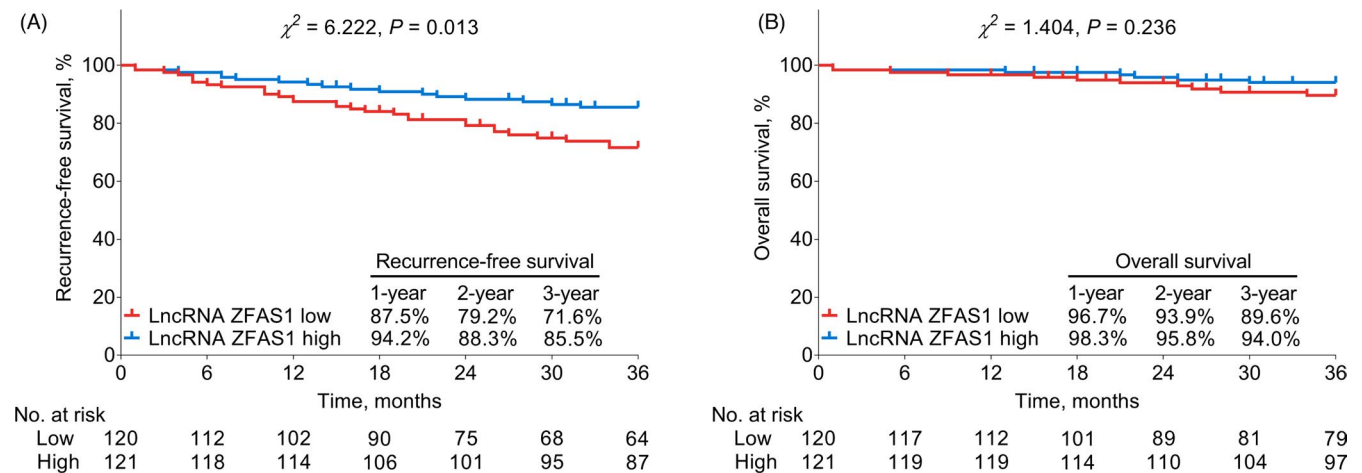 (A)
χ² = 6.222, P = 0.013
Recurrence-free survival, %
100
80
60
40
20
0
Recurrence-free survival
1-year 2-year 3-year
LncRNA ZFAS1 low 87.5% 79.2% 71.6%
LncRNA ZFAS1 high 94.2% 88.3% 85.5%
0 6 12 18 24 30 36
Time, months
No. at risk
Low 120 112 102 90 75 68 64
High 121 118 114 106 101 95 87
(B)
χ² = 1.404, P = 0.236
Overall survival, %
100
80
60
40
20
0
Overall survival
1-year 2-year 3-year
LncRNA ZFAS1 low 96.7% 93.9% 89.6%
LncRNA ZFAS1 high 98.3% 95.8% 94.0%
0 6 12 18 24 30 36
Time, months
No. at risk
Low 120 117 112 101 89 81 79
High 121 119 119 114 110 104 97